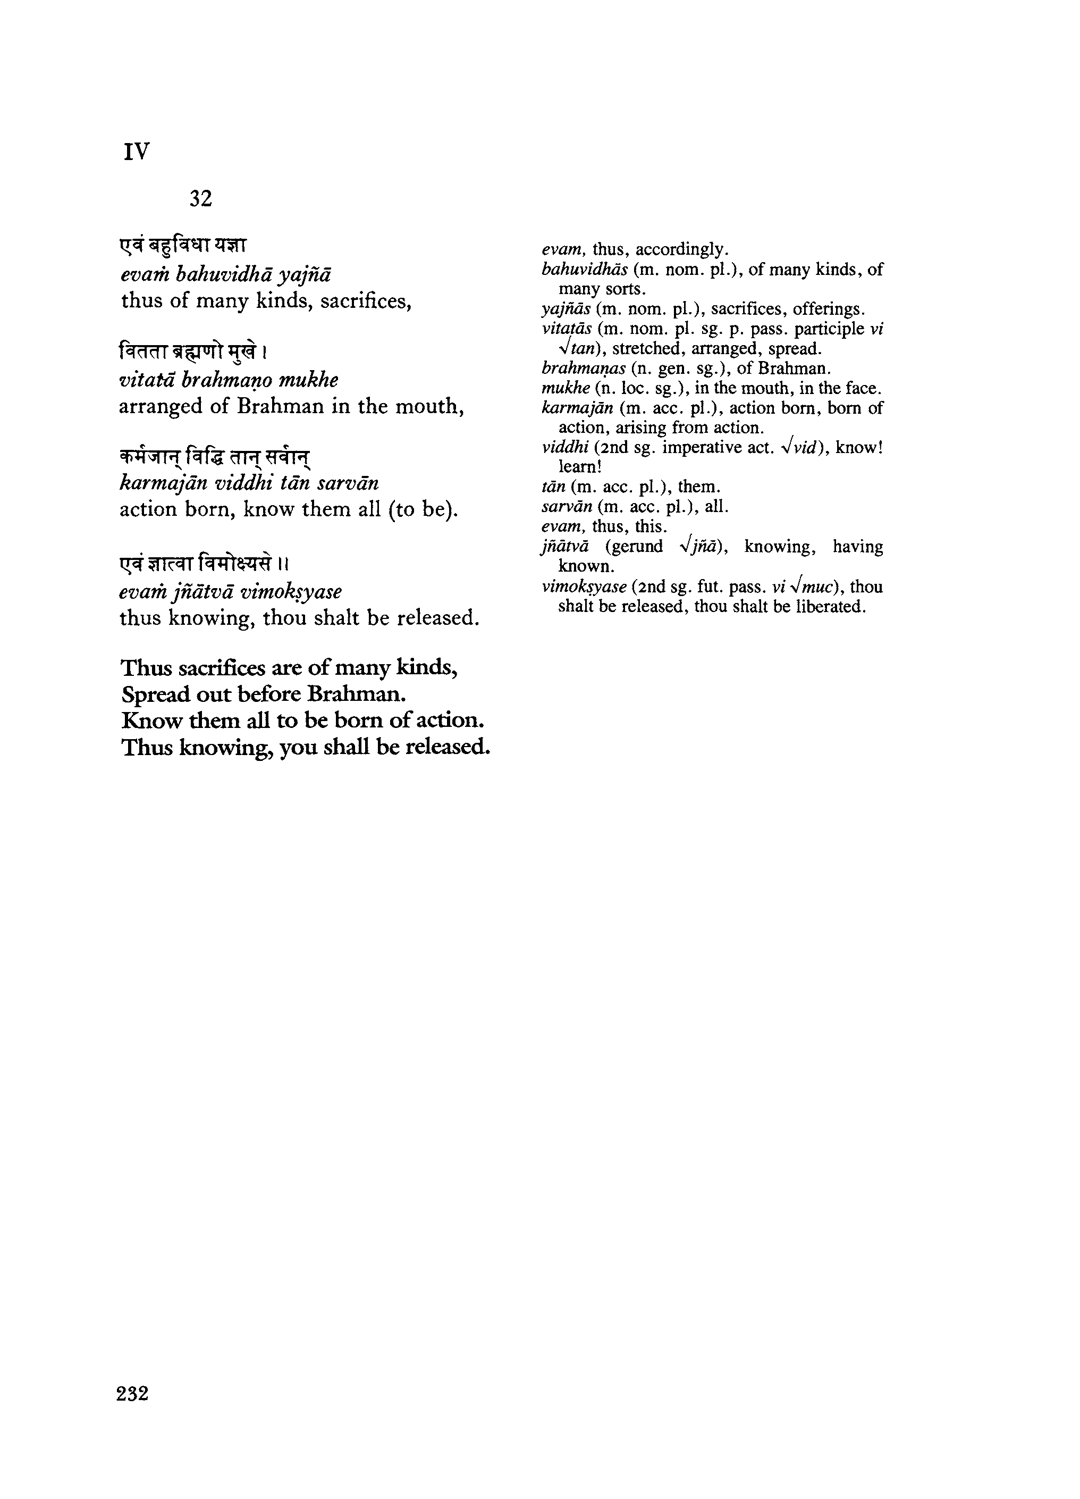 IV
32
एवं बहुविधा यज्ञा
evaṁ bahuvidhā yajñā
thus of many kinds, sacrifices,
वितता ब्रह्मणो मुखे ।
vitatā brahmaṇo mukhe
arranged of Brahman in the mouth,
कर्मजान् विद्धि तान् सर्वान्
karmajān viddhi tān sarvān
action born, know them all (to be).
एवं ज्ञात्वा विमोक्ष्यसे ।।
evaṁ jñātvā vimokṣyase
thus knowing, thou shalt be released.
Thus sacrifices are of many kinds,
Spread out before Brahman.
Know them all to be born of action.
Thus knowing, you shall be released.
evam, thus, accordingly.
bahuvidhās (m. nom. pl.), of many kinds, of
many sorts.
yajñās (m. nom. pl.), sacrifices, offerings.
vitatās (m. nom. pl. sg. p. pass. participle vi
√tan), stretched, arranged, spread.
brahmaṇas (n. gen. sg.), of Brahman.
mukhe (n. loc. sg.), in the mouth, in the face.
karmajān (m. acc. pl.), action born, born of
action, arising from action.
viddhi (2nd sg. imperative act. √vid), know!
learn!
tān (m. acc. pl.), them.
sarvān (m. acc. pl.), all.
evam, thus, this.
jñātvā (gerund √jñā), knowing, having
known.
vimokṣyase (2nd sg. fut. pass. vi √muc), thou
shalt be released, thou shalt be liberated.
232